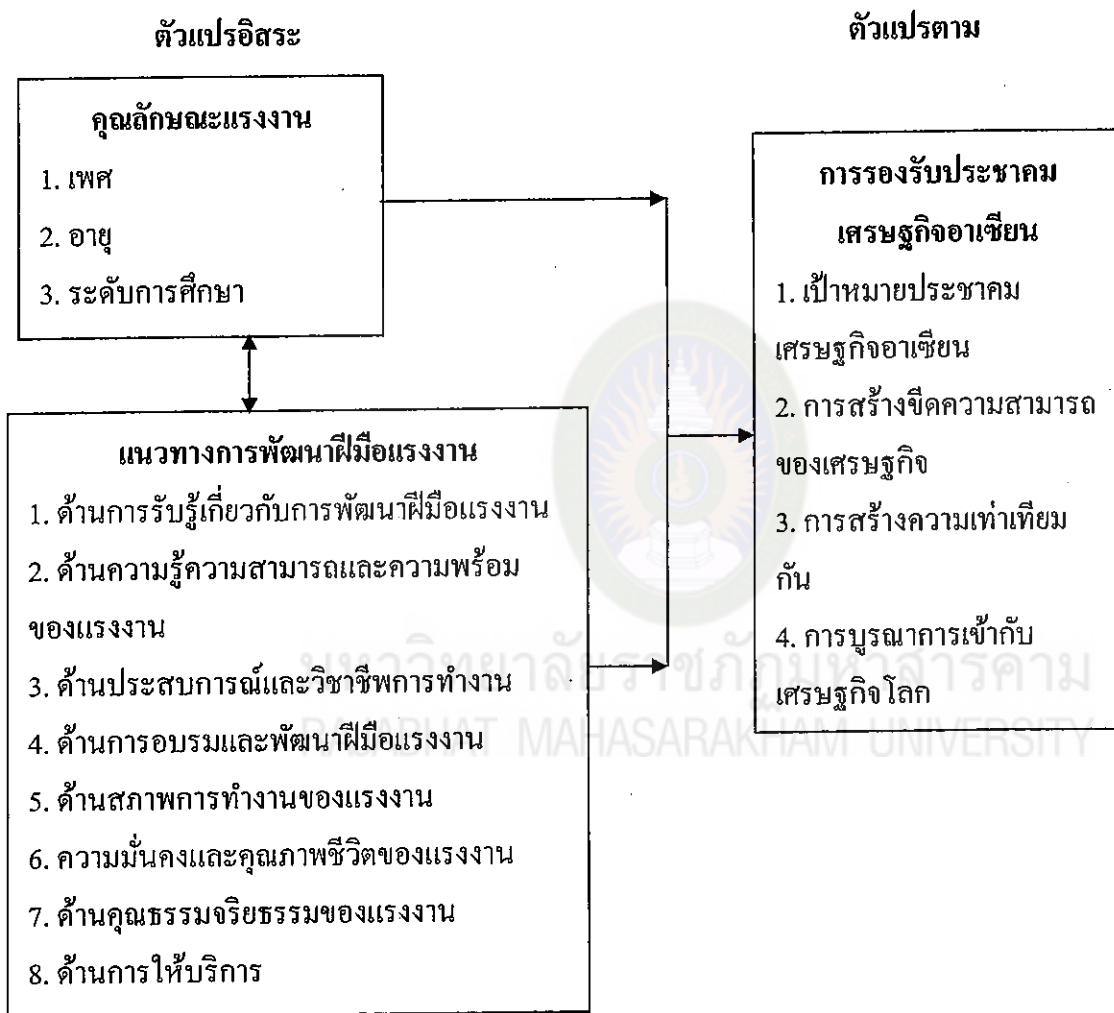 ตัวแปรอิสระ
ตัวแปรตาม
คุณลักษณะแรงงาน
1. เพศ
2. อายุ
3. ระดับการศึกษา
แนวทางการพัฒนาฝีมือแรงงาน
1. ด้านการรับรู้เกี่ยวกับการพัฒนาฝีมือแรงงาน
2. ด้านความรู้ความสามารถและความพร้อม
ของแรงงาน
3. ด้านประสบการณ์และวิชาชีพการทำงาน
4. ด้านการอบรมและพัฒนาฝีมือแรงงาน
5. ด้านสภาพการทำงานของแรงงาน
6. ความมั่นคงและคุณภาพชีวิตของแรงงาน
7. ด้านคุณธรรมจริยธรรมของแรงงาน
8. ด้านการให้บริการ
การรองรับประชาคม
เศรษฐกิจอาเซียน
1. เป้าหมายประชาคม
เศรษฐกิจอาเซียน
2. การสร้างขีดความสามารถ
ของเศรษฐกิจ
3. การสร้างความเท่าเทียม
กัน
4. การบูรณาการเข้ากับ
เศรษฐกิจโลก
มหาวิทยาลัยราชภัฏมหาสารคาม
RAJABHAT MAHASARAKHAM UNIVERSITY